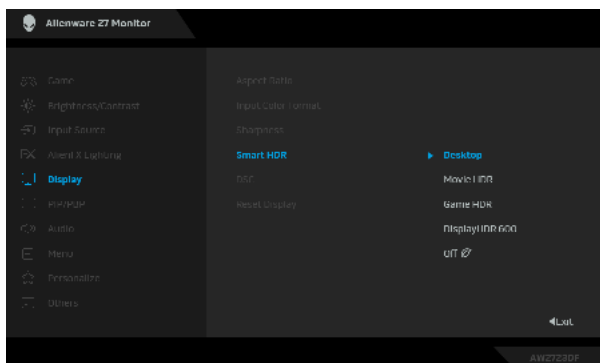 Alienware 27 Monitor
Game
Brightness/Contrast
Input Source
AlienFX Lighting
Display
PIP/PBP
Audio
Menu
Personalize
Others
Aspect Ratio
Input Color Format
Sharpness
Smart HDR
DSC
Reset Display
Desktop
Movie HDR
Game HDR
DisplayHDR 600
Off
Exit
AW2723DF